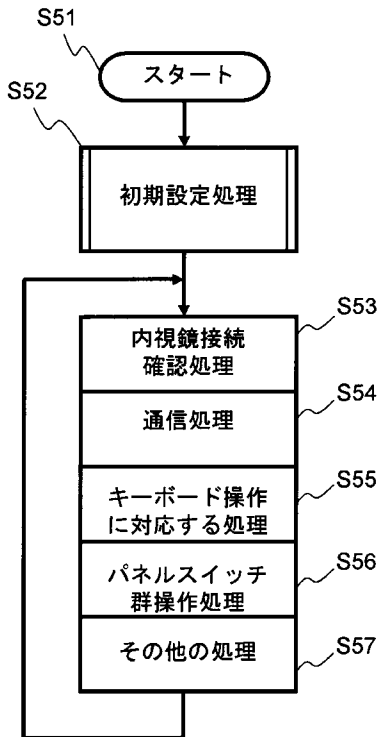 S51
スタート
S52
初期設定処理
S53
内視鏡接続
確認処理
S54
通信処理
S55
キーボード操作
に対応する処理
S56
パネルスイッチ
群操作処理
S57
その他の処理